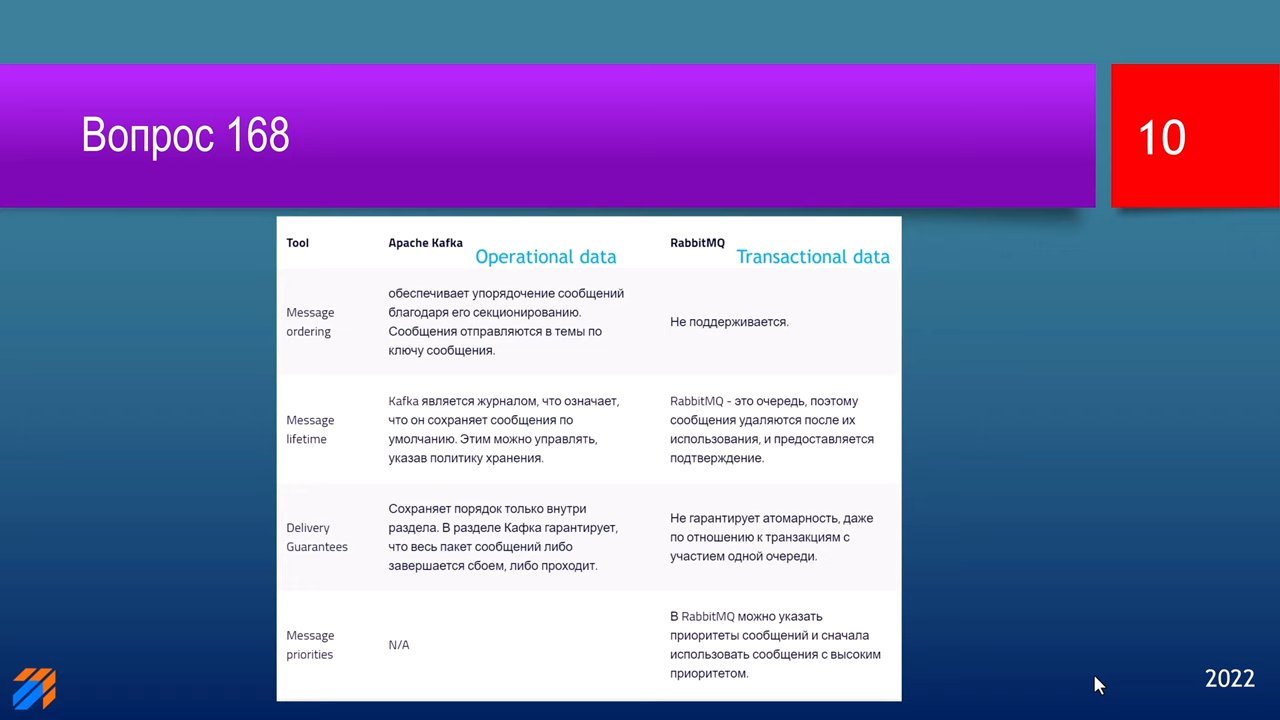 Вопрос 168
10
Tool
Apache Kafka
Operational data
RabbitMQ
Transactional data
Message
ordering
обеспечивает упорядочение сообщений
благодаря его секционированию.
Сообщения отправляются в темы по
ключу сообщения.
Не поддерживается.
Message
lifetime
Kafka является журналом, что означает,
что он сохраняет сообщения по
умолчанию. Этим можно управлять,
указав политику хранения.
RabbitMQ - это очередь, поэтому
сообщения удаляются после их
использования, и предоставляется
подтверждение.
Delivery
Guarantees
Сохраняет порядок только внутри
раздела. В разделе Кафка гарантирует,
что весь пакет сообщений либо
завершается сбоем, либо проходит.
Не гарантирует атомарность, даже
по отношению к транзакциям с
участием одной очереди.
Message
priorities
N/A
В RabbitMQ можно указать
приоритеты сообщений и сначала
использовать сообщения с высоким
приоритетом.
2022